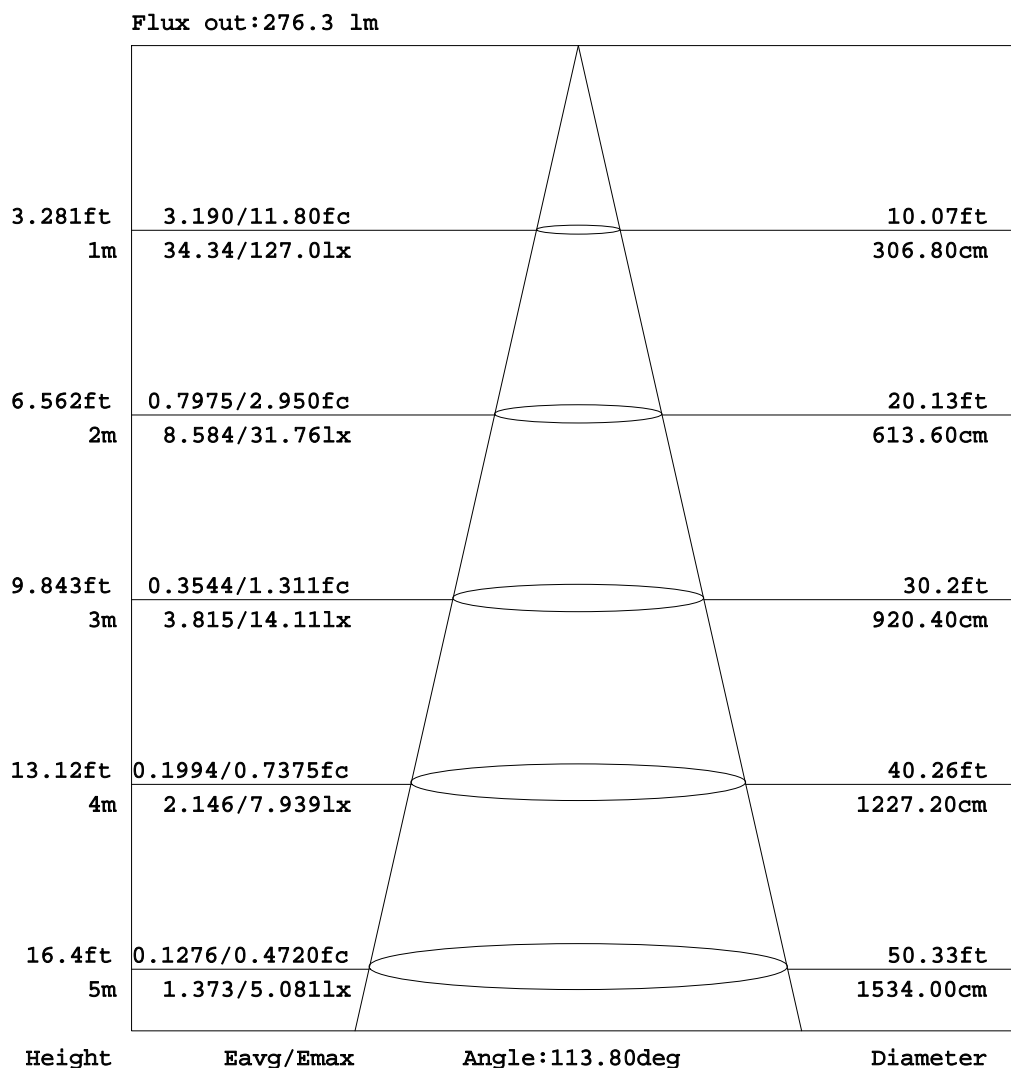 Flux out:276.3 lm
3.281ft 3.190/11.80fc 10.07ft
1m 34.34/127.0lx 306.80cm
6.562ft 0.7975/2.950fc 20.13ft
2m 8.584/31.76lx 613.60cm
9.843ft 0.3544/1.311fc 30.2ft
3m 3.815/14.11lx 920.40cm
13.12ft 0.1994/0.7375fc 40.26ft
4m 2.146/7.939lx 1227.20cm
16.4ft 0.1276/0.4720fc 50.33ft
5m 1.373/5.081lx 1534.00cm
Height Eavg/Emax Angle:113.80deg Diameter